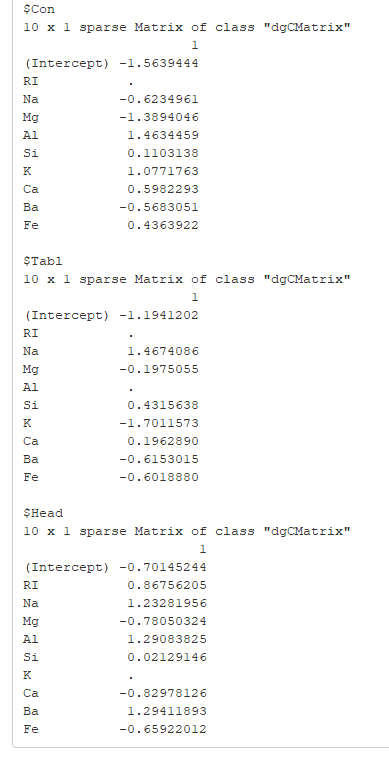 $Con
10 x 1 sparse Matrix of class "dgCMatrix"
1
(Intercept) -1.5639444
RI .
Na -0.6234961
Mg -1.3894046
Al 1.4634459
Si 0.1103138
K 1.0771763
Ca 0.5982293
Ba -0.5683051
Fe 0.4363922
$Tabl
10 x 1 sparse Matrix of class "dgCMatrix"
1
(Intercept) -1.1941202
RI .
Na 1.4674086
Mg -0.1975055
Al .
Si 0.4315638
K -1.7011573
Ca 0.1962890
Ba -0.6153015
Fe -0.6018880
$Head
10 x 1 sparse Matrix of class "dgCMatrix"
1
(Intercept) -0.70145244
RI 0.86756205
Na 1.23281956
Mg -0.78050324
Al 1.29083825
Si 0.02129146
K .
Ca -0.82978126
Ba 1.29411893
Fe -0.65922012